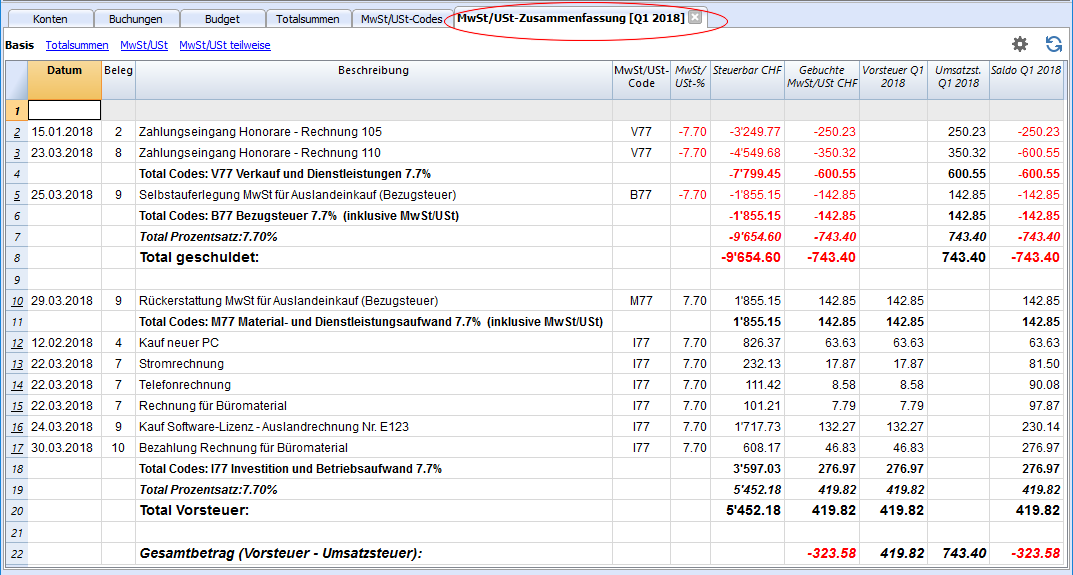 Konten Buchungen Budget Totalsummen MwSt/USt-Codes MwSt/USt-Zusammenfassung [Q1 2018]
Basis Totalsummen MwSt/USt MwSt/USt teilweise
Datum Beleg Beschreibung MwSt/USt-Code MwSt/USt-% Steuerbar CHF Gebuchte MwSt/USt CHF Vorsteuer Q1 2018 Umsatzst. Q1 2018 Saldo Q1 2018
1
2 15.01.2018 2 Zahlungseingang Honorare - Rechnung 105 V77 -7.70 -3'249.77 -250.23 250.23 -250.23
3 23.03.2018 8 Zahlungseingang Honorare - Rechnung 110 V77 -7.70 -4'549.68 -350.32 350.32 -600.55
4 Total Codes: V77 Verkauf und Dienstleistungen 7.7% -7'799.45 -600.55 600.55 -600.55
5 25.03.2018 9 Selbstauferlegung MwSt für Auslandeinkauf (Bezugsteuer) B77 -7.70 -1'855.15 -142.85 142.85 -142.85
6 Total Codes: B77 Bezugsteuer 7.7% (inklusive MwSt/USt) -1'855.15 -142.85 142.85 -142.85
7 Total Prozentsatz:7.70% -9'654.60 -743.40 743.40 -743.40
8 Total geschuldet: -9'654.60 -743.40 743.40 -743.40
9
10 29.03.2018 9 Rückerstattung MwSt für Auslandeinkauf (Bezugsteuer) M77 7.70 1'855.15 142.85 142.85 142.85
11 Total Codes: M77 Material- und Dienstleistungsaufwand 7.7% (inklusive MwSt/USt) 1'855.15 142.85 142.85 142.85
12 12.02.2018 4 Kauf neuer PC I77 7.70 826.37 63.63 63.63 63.63
13 22.03.2018 7 Stromrechnung I77 7.70 232.13 17.87 17.87 81.50
14 22.03.2018 7 Telefonrechnung I77 7.70 111.42 8.58 8.58 90.08
15 22.03.2018 7 Rechnung für Büromaterial I77 7.70 101.21 7.79 7.79 97.87
16 24.03.2018 9 Kauf Software-Lizenz - Auslandrechnung Nr. E123 I77 7.70 1'717.73 132.27 132.27 230.14
17 30.03.2018 10 Bezahlung Rechnung für Büromaterial I77 7.70 608.17 46.83 46.83 276.97
18 Total Codes: I77 Investition und Betriebsaufwand 7.7% 3'597.03 276.97 276.97 276.97
19 Total Prozentsatz:7.70% 5'452.18 419.82 419.82 419.82
20 Total Vorsteuer: 5'452.18 419.82 419.82 419.82
21
22 Gesamtbetrag (Vorsteuer - Umsatzsteuer): -323.58 419.82 743.40 -323.58